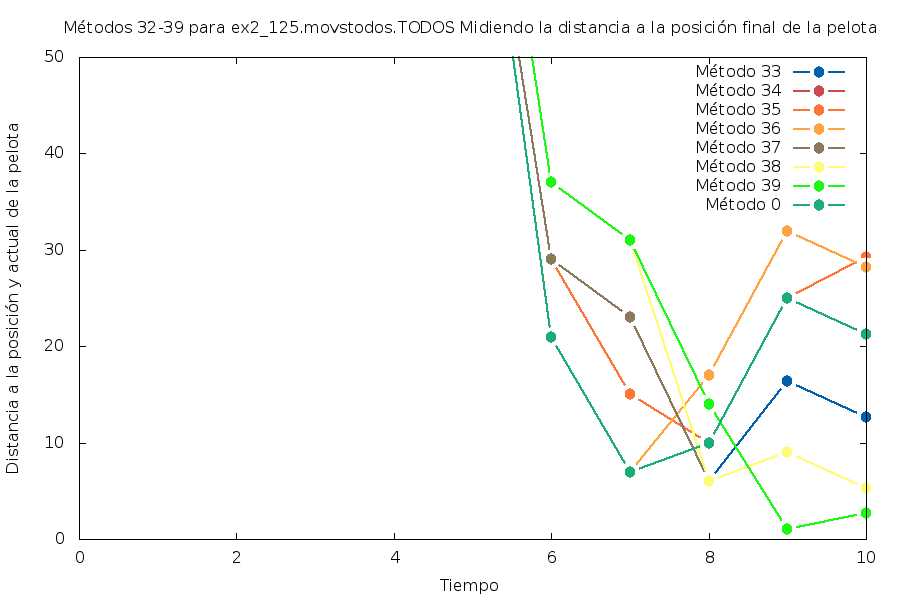 Métodos 32-39 para ex2_125.movstodos.TODOS Midiendo la distancia a la posición final de la pelota
Distancia a la posición y actual de la pelota
50
40
30
20
10
0
Método 33
Método 34
Método 35
Método 36
Método 37
Método 38
Método 39
Método 0
0 2 4 6 8 10
Tiempo